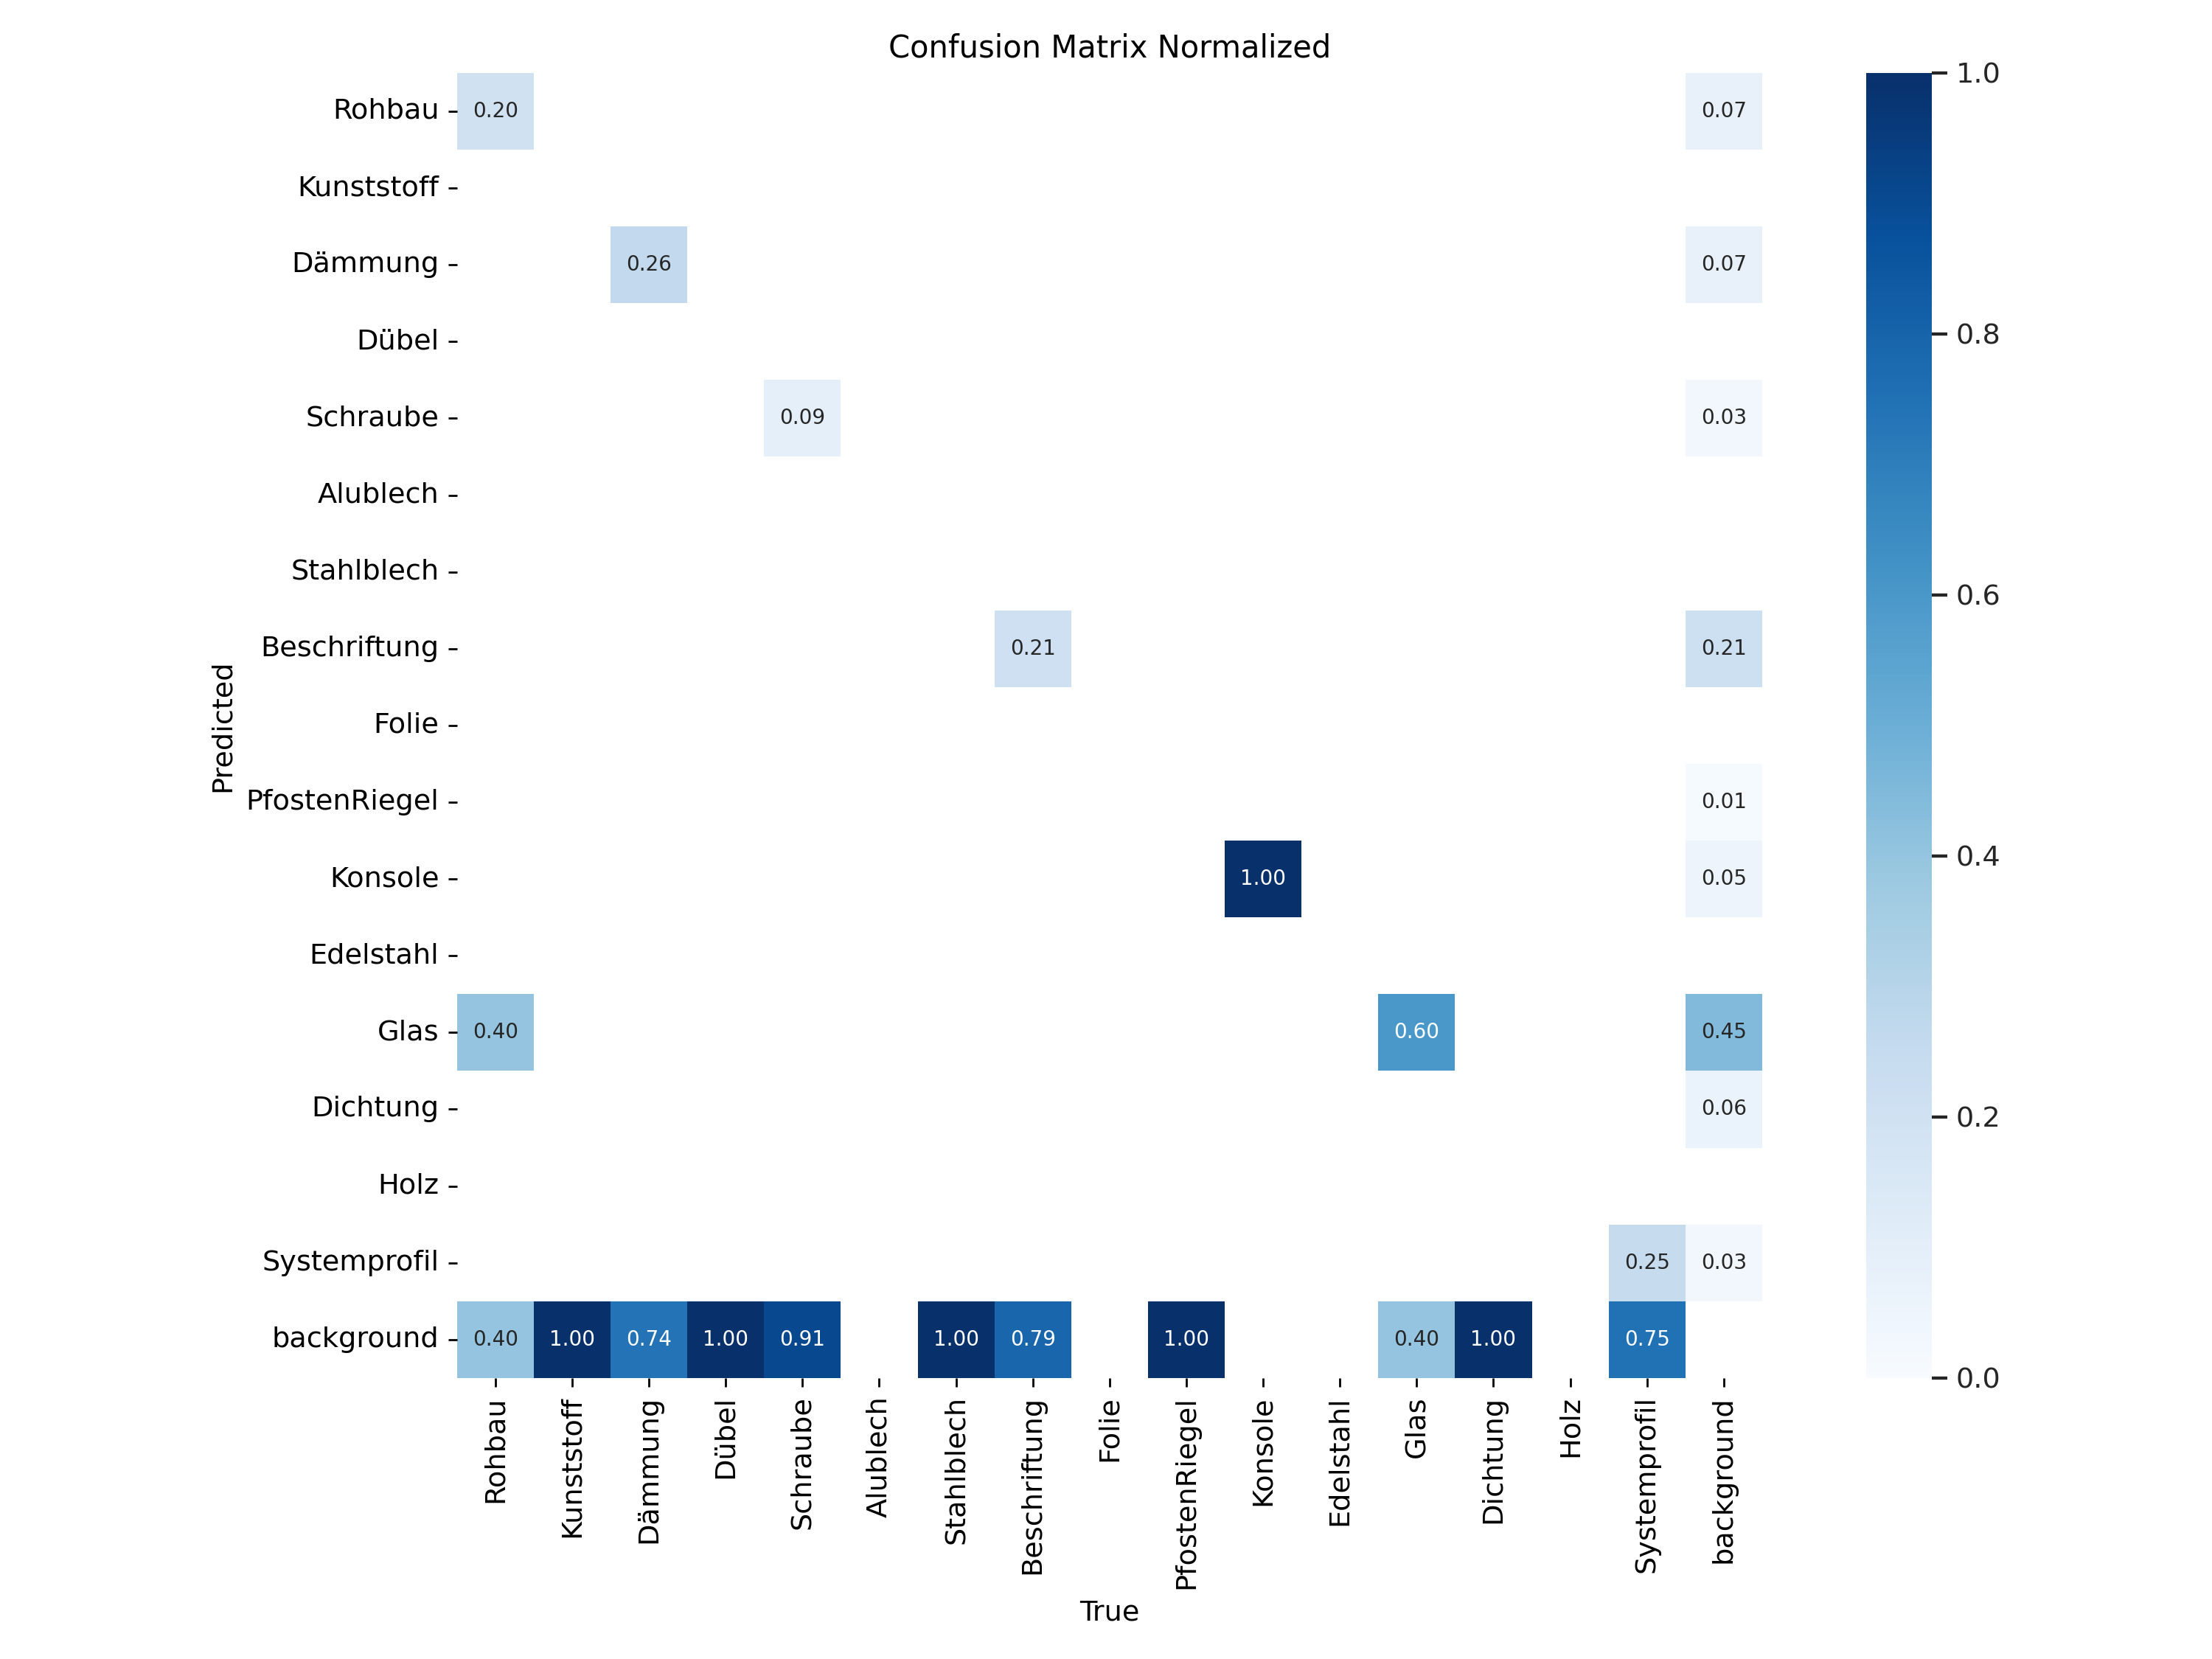 Confusion Matrix Normalized
Rohbau
0.20
0.07
Kunststoff
Dämmung
0.26
0.07
Dübel
Schraube
0.09
0.03
Alublech
Stahlblech
Beschriftung
0.21
0.21
Folie
PfostenRiegel
0.01
Konsole
1.00
0.05
Edelstahl
Glas
0.40
0.60
0.45
Dichtung
0.06
Holz
Systemprofil
0.25
0.03
background
0.40
1.00
0.74
1.00
0.91
1.00
0.79
1.00
0.40
1.00
0.75
Predicted
Rohbau
Kunststoff
Dämmung
Dübel
Schraube
Alublech
Stahlblech
Beschriftung
Folie
PfostenRiegel
Konsole
Edelstahl
Glas
Dichtung
Holz
Systemprofil
background
True
1.0
0.8
0.6
0.4
0.2
0.0